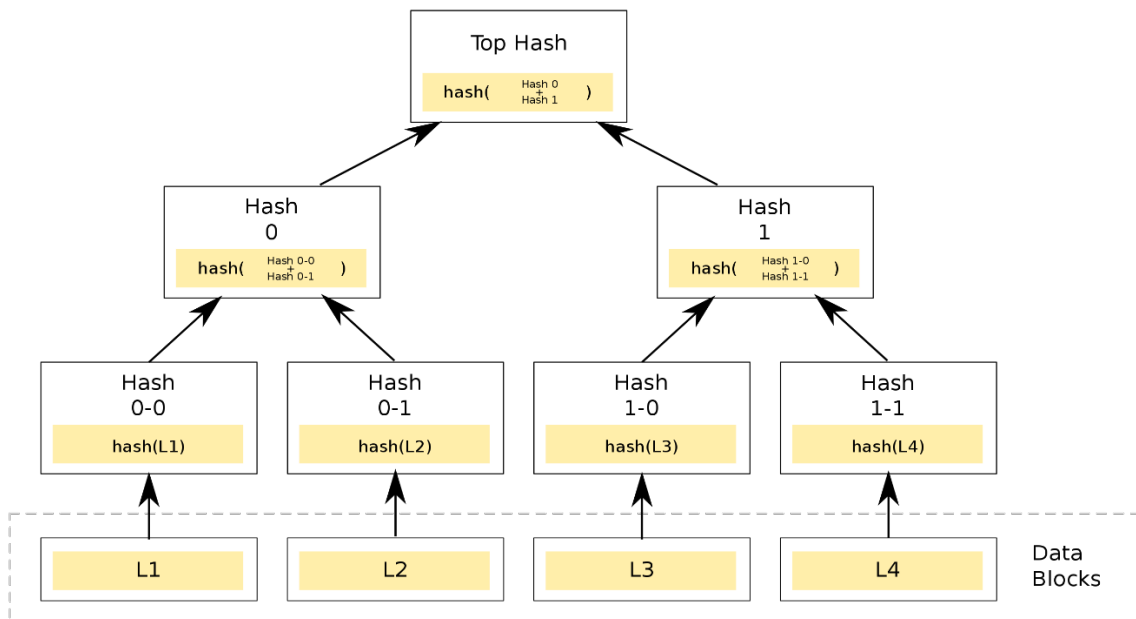 Top Hash
hash( Hash 0 + Hash 1 )
Hash
0
hash( Hash 0-0 + Hash 0-1 )
Hash
1
hash( Hash 1-0 + Hash 1-1 )
Hash
0-0
hash(L1)
Hash
0-1
hash(L2)
Hash
1-0
hash(L3)
Hash
1-1
hash(L4)
L1
L2
L3
L4
Data
Blocks